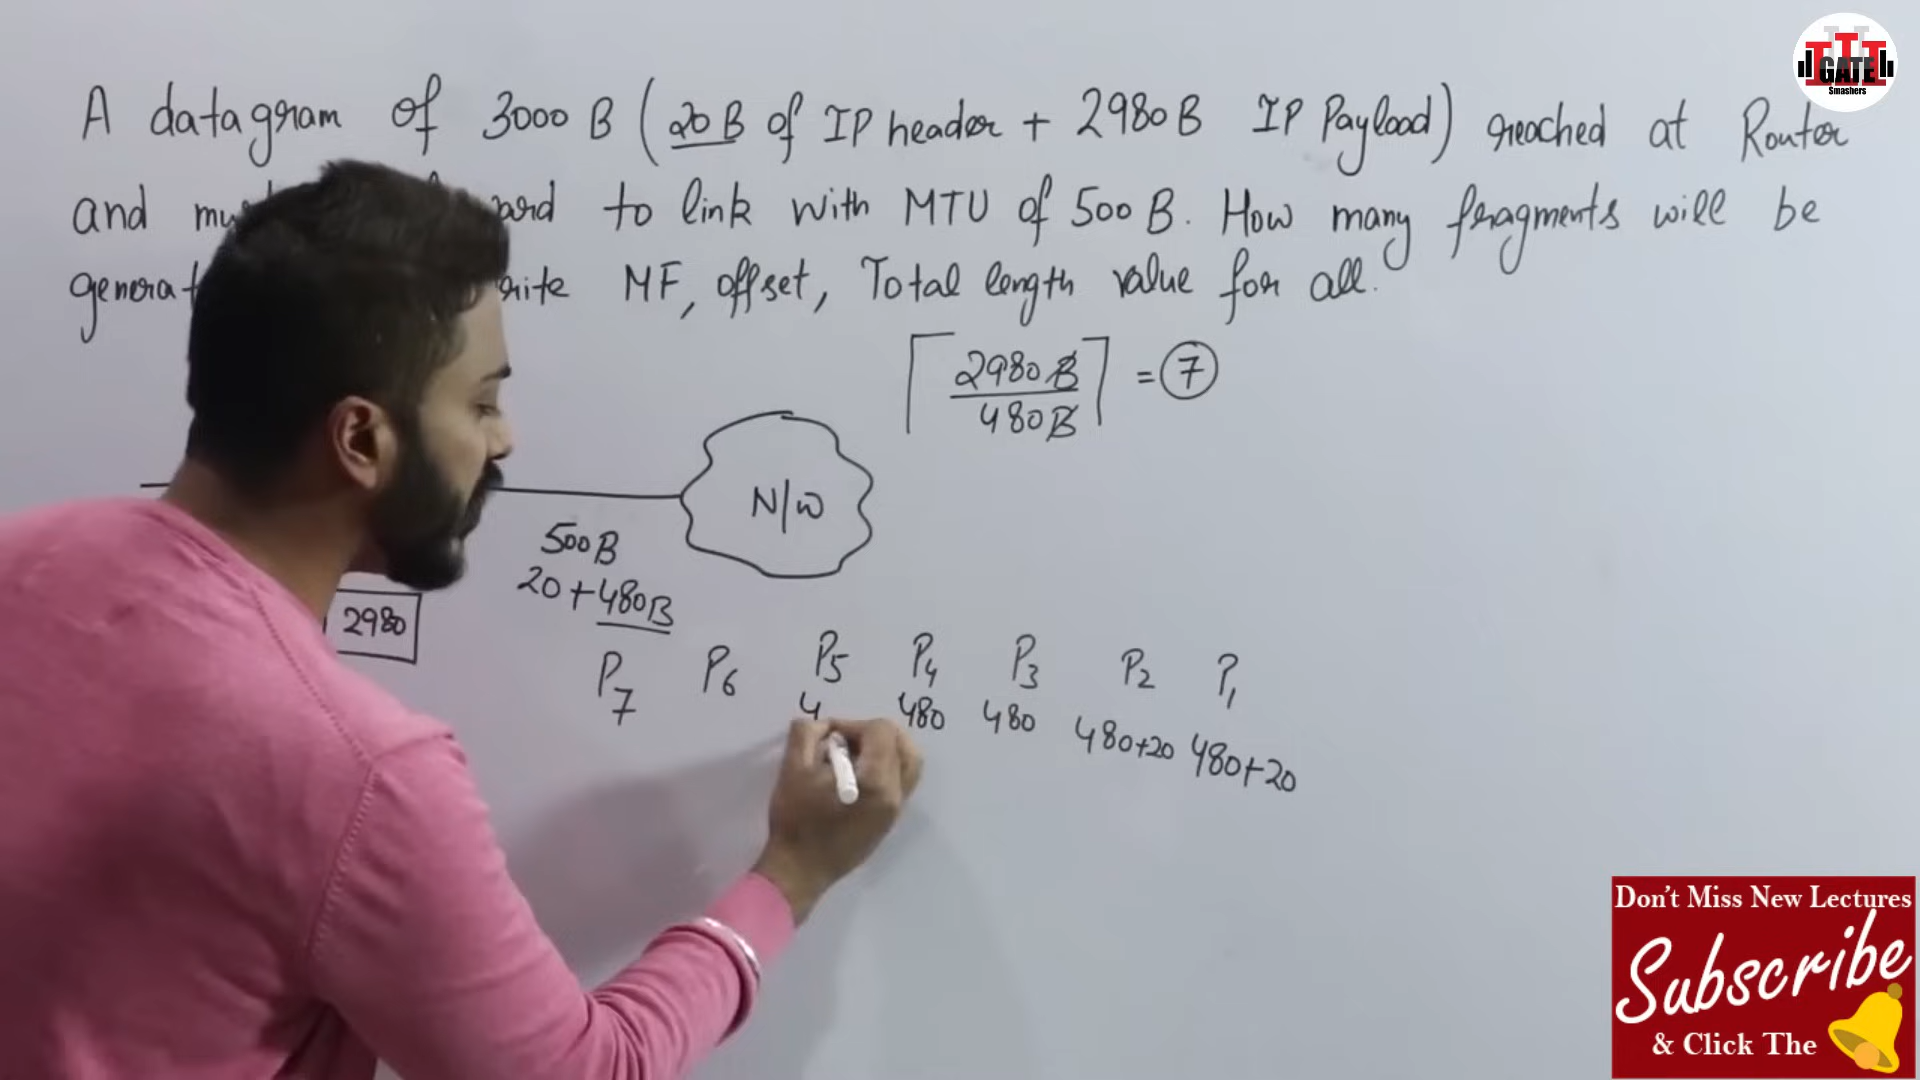 GATE
Smashers
A datagram of 3000 B (20 B of IP header + 2980 B IP Payload) reached at Router
and to link with MTU of 500 B. How many fragments will be
MF, offset, Total length value for all.
⌈2980 B
480 B⌉ = 7
N/W
500 B
20 + 480 B
2980
P7 P6 P5 P4 P3 P2 P1
4 480 480 480+20 480+20
Don't Miss New Lectures
Subscribe
& Click The